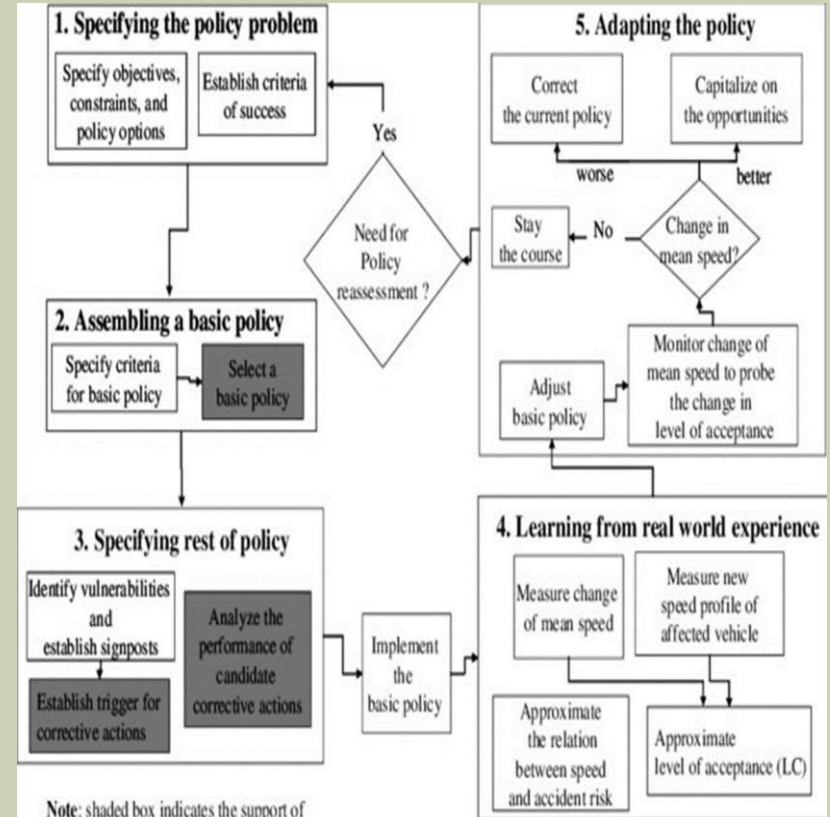 1. Specifying the policy problem
Specify objectives,
constraints, and
policy options
Establish criteria
of success
Yes
Need for
Policy
reassessment ?
2. Assembling a basic policy
Specify criteria
for basic policy
Select a
basic policy
3. Specifying rest of policy
Identify vulnerabilities
and
establish signposts
Establish trigger for
corrective actions
Analyze the
performance of
candidate
corrective actions
Implement
the
basic policy
4. Learning from real world experience
Measure change
of mean speed
Measure new
speed profile of
affected vehicle
Approximate
the relation
between speed
and accident risk
Approximate
level of acceptance (LC)
5. Adapting the policy
Correct
the current policy
Capitalize on
the opportunities
worse
better
Stay
the course
No
Change in
mean speed?
Adjust
basic policy
Monitor change of
mean speed to probe
the change in
level of acceptance
Note: shaded box indicates the support of